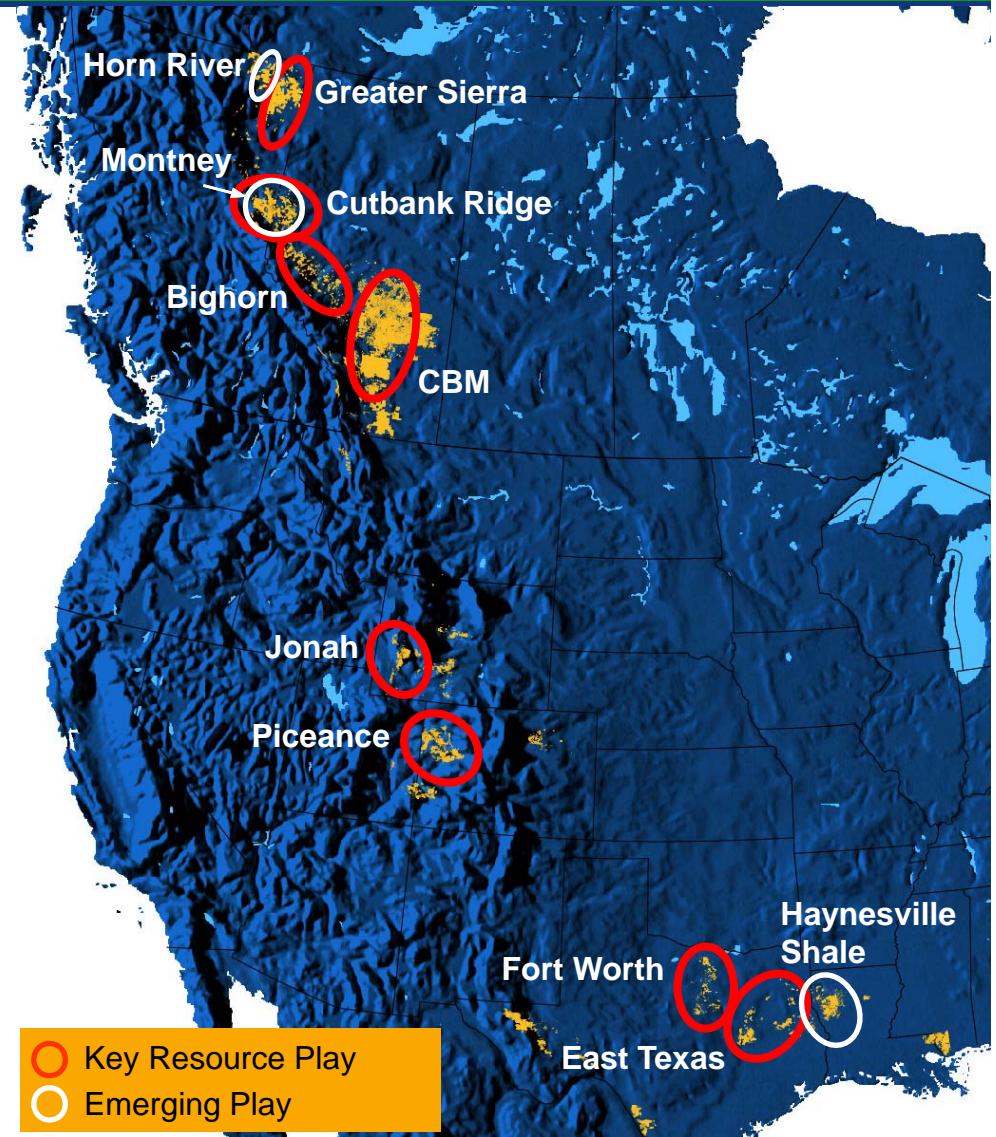 Horn River
Greater Sierra
Montney
Cutbank Ridge
Bighorn
CBM
Jonah
Piceance
Haynesville
Shale
Fort Worth
East Texas
Key Resource Play
Emerging Play